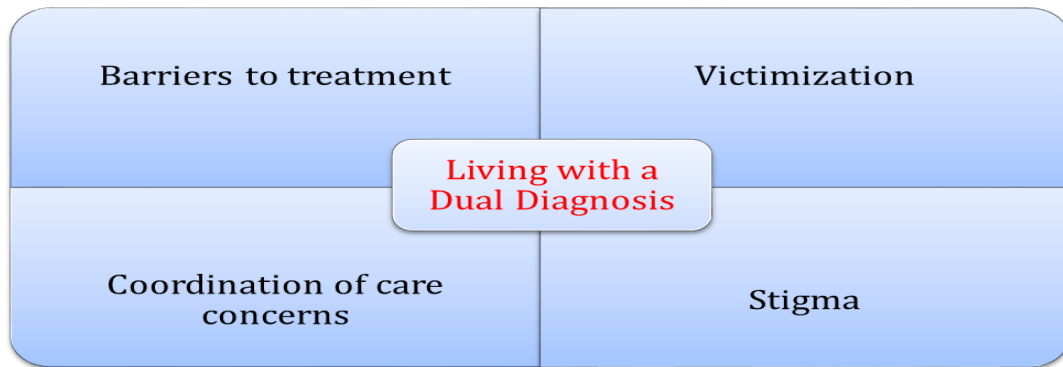 Barriers to treatment
Victimization
Living with a
Dual Diagnosis
Coordination of care
concerns
Stigma